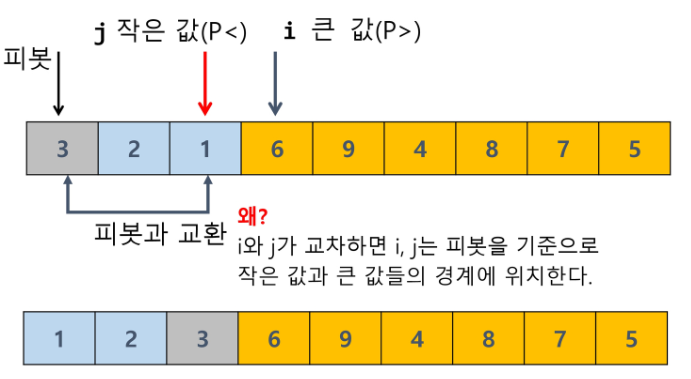 j 작은 값(P<) i 큰 값(P>)
피봇
3 2 1 6 9 4 8 7 5
피봇과 교환
왜?
i와 j가 교차하면 i, j는 피봇을 기준으로
작은 값과 큰 값들의 경계에 위치한다.
1 2 3 6 9 4 8 7 5